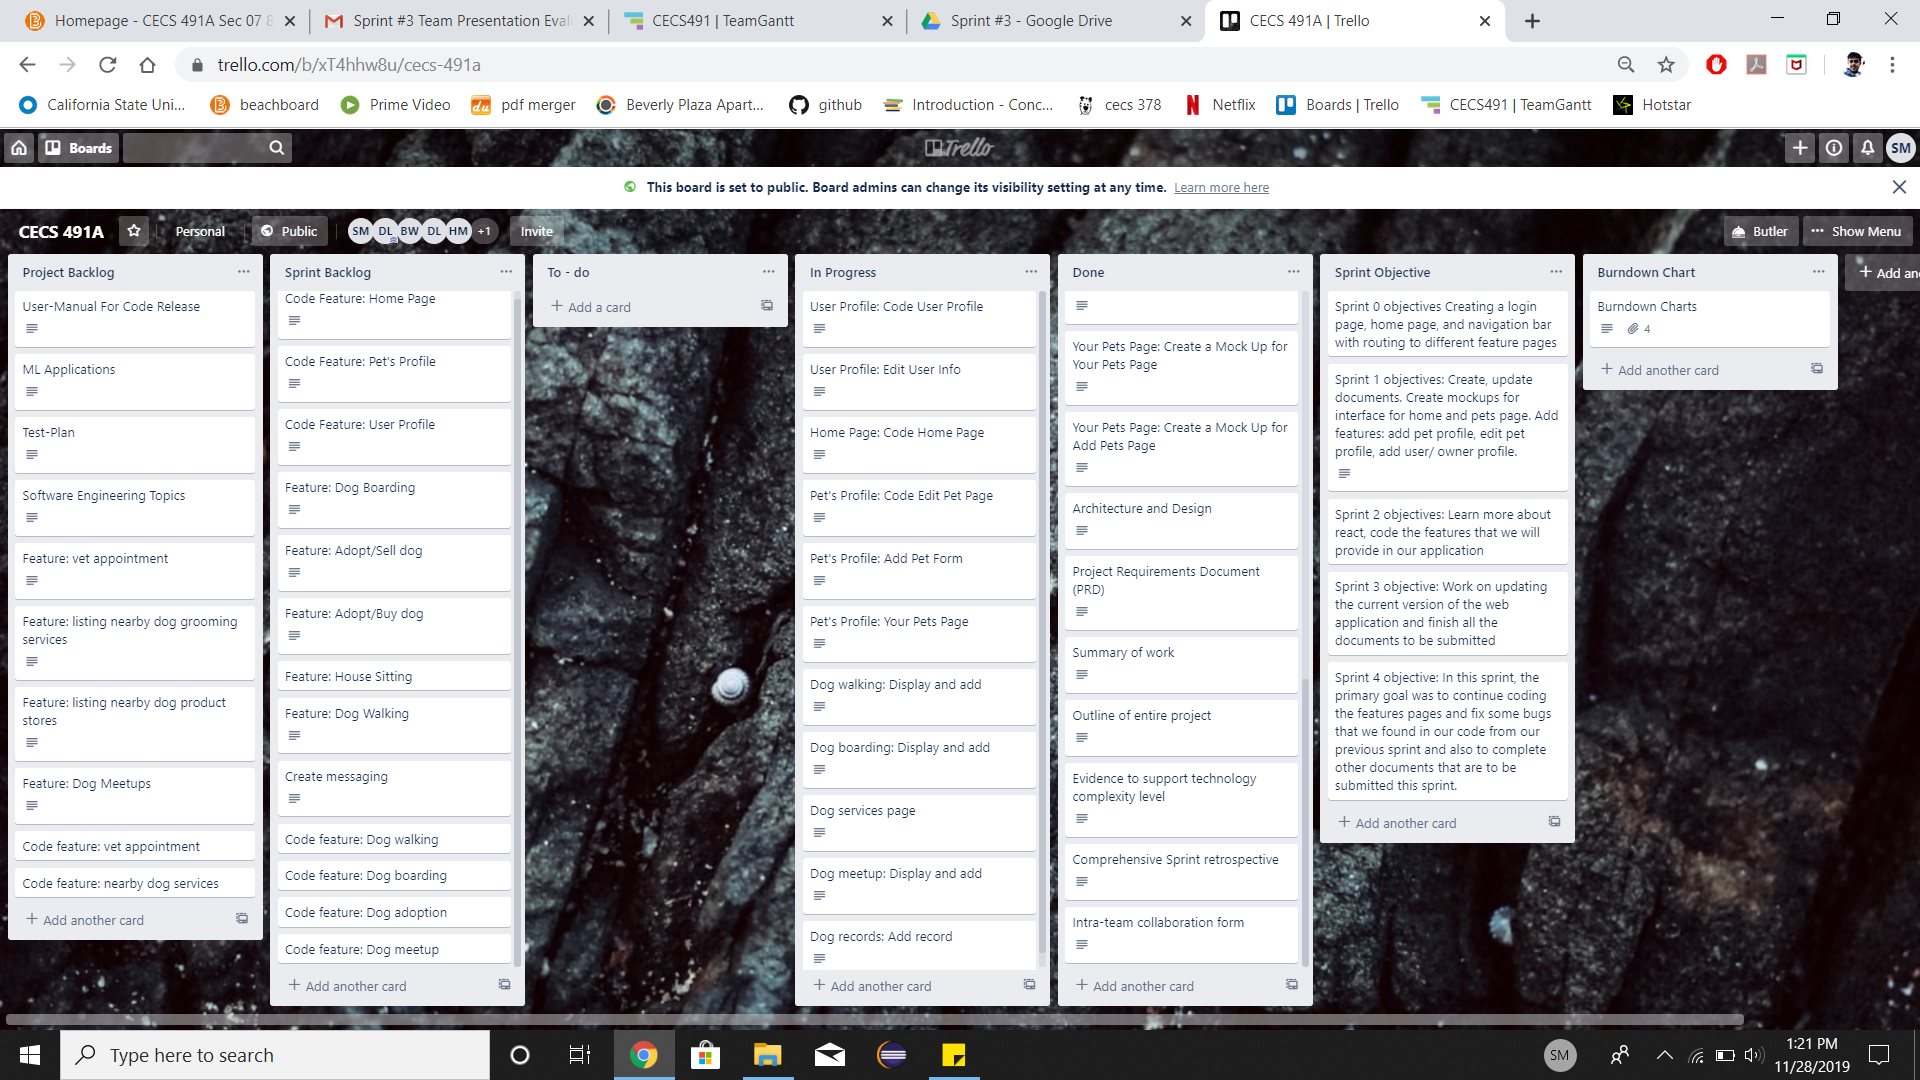 Homepage - CECS 491A Sec 07 8
Sprint #3 Team Presentation Eval
CECS491 | TeamGantt
Sprint #3 - Google Drive
CECS 491A | Trello
trello.com/b/xT4hhw8u/cecs-491a
California State Uni...
beachboard
Prime Video
pdf merger
Beverly Plaza Apart...
github
Introduction - Conc...
cecs 378
Netflix
Boards | Trello
CECS491 | TeamGantt
Hotstar
Boards
Trello
SM
This board is set to public. Board admins can change its visibility setting at any time. Learn more here
CECS 491A
Personal
Public
SM DL BW DL HM +1
Invite
Butler
Show Menu
Project Backlog
User-Manual For Code Release
ML Applications
Test-Plan
Software Engineering Topics
Feature: vet appointment
Feature: listing nearby dog grooming
services
Feature: listing nearby dog product
stores
Feature: Dog Meetups
Code feature: vet appointment
Code feature: nearby dog services
Add another card
Sprint Backlog
Code Feature: Home Page
Code Feature: Pet's Profile
Code Feature: User Profile
Feature: Dog Boarding
Feature: Adopt/Sell dog
Feature: Adopt/Buy dog
Feature: House Sitting
Feature: Dog Walking
Create messaging
Code feature: Dog walking
Code feature: Dog boarding
Code feature: Dog adoption
Code feature: Dog meetup
Add another card
To - do
Add a card
In Progress
User Profile: Code User Profile
User Profile: Edit User Info
Home Page: Code Home Page
Pet's Profile: Code Edit Pet Page
Pet's Profile: Add Pet Form
Pet's Profile: Your Pets Page
Dog walking: Display and add
Dog boarding: Display and add
Dog services page
Dog meetup: Display and add
Dog records: Add record
Add another card
Done
Your Pets Page: Create a Mock Up for
Your Pets Page
Your Pets Page: Create a Mock Up for
Add Pets Page
Architecture and Design
Project Requirements Document
(PRD)
Summary of work
Outline of entire project
Evidence to support technology
complexity level
Comprehensive Sprint retrospective
Intra-team collaboration form
Add another card
Sprint Objective
Sprint 0 objectives Creating a login
page, home page, and navigation bar
with routing to different feature pages
Sprint 1 objectives: Create, update
documents. Create mockups for
interface for home and pets page. Add
features: add pet profile, edit pet
profile, add user/ owner profile.
Sprint 2 objectives: Learn more about
react, code the features that we will
provide in our application
Sprint 3 objective: Work on updating
the current version of the web
application and finish all the
documents to be submitted
Sprint 4 objective: In this sprint, the
primary goal was to continue coding
the features pages and fix some bugs
that we found in our code from our
previous sprint and also to complete
other documents that are to be
submitted this sprint.
Add another card
Burndown Chart
Burndown Charts
4
Add another card
Add an
Type here to search
SM
1:21 PM
11/28/2019